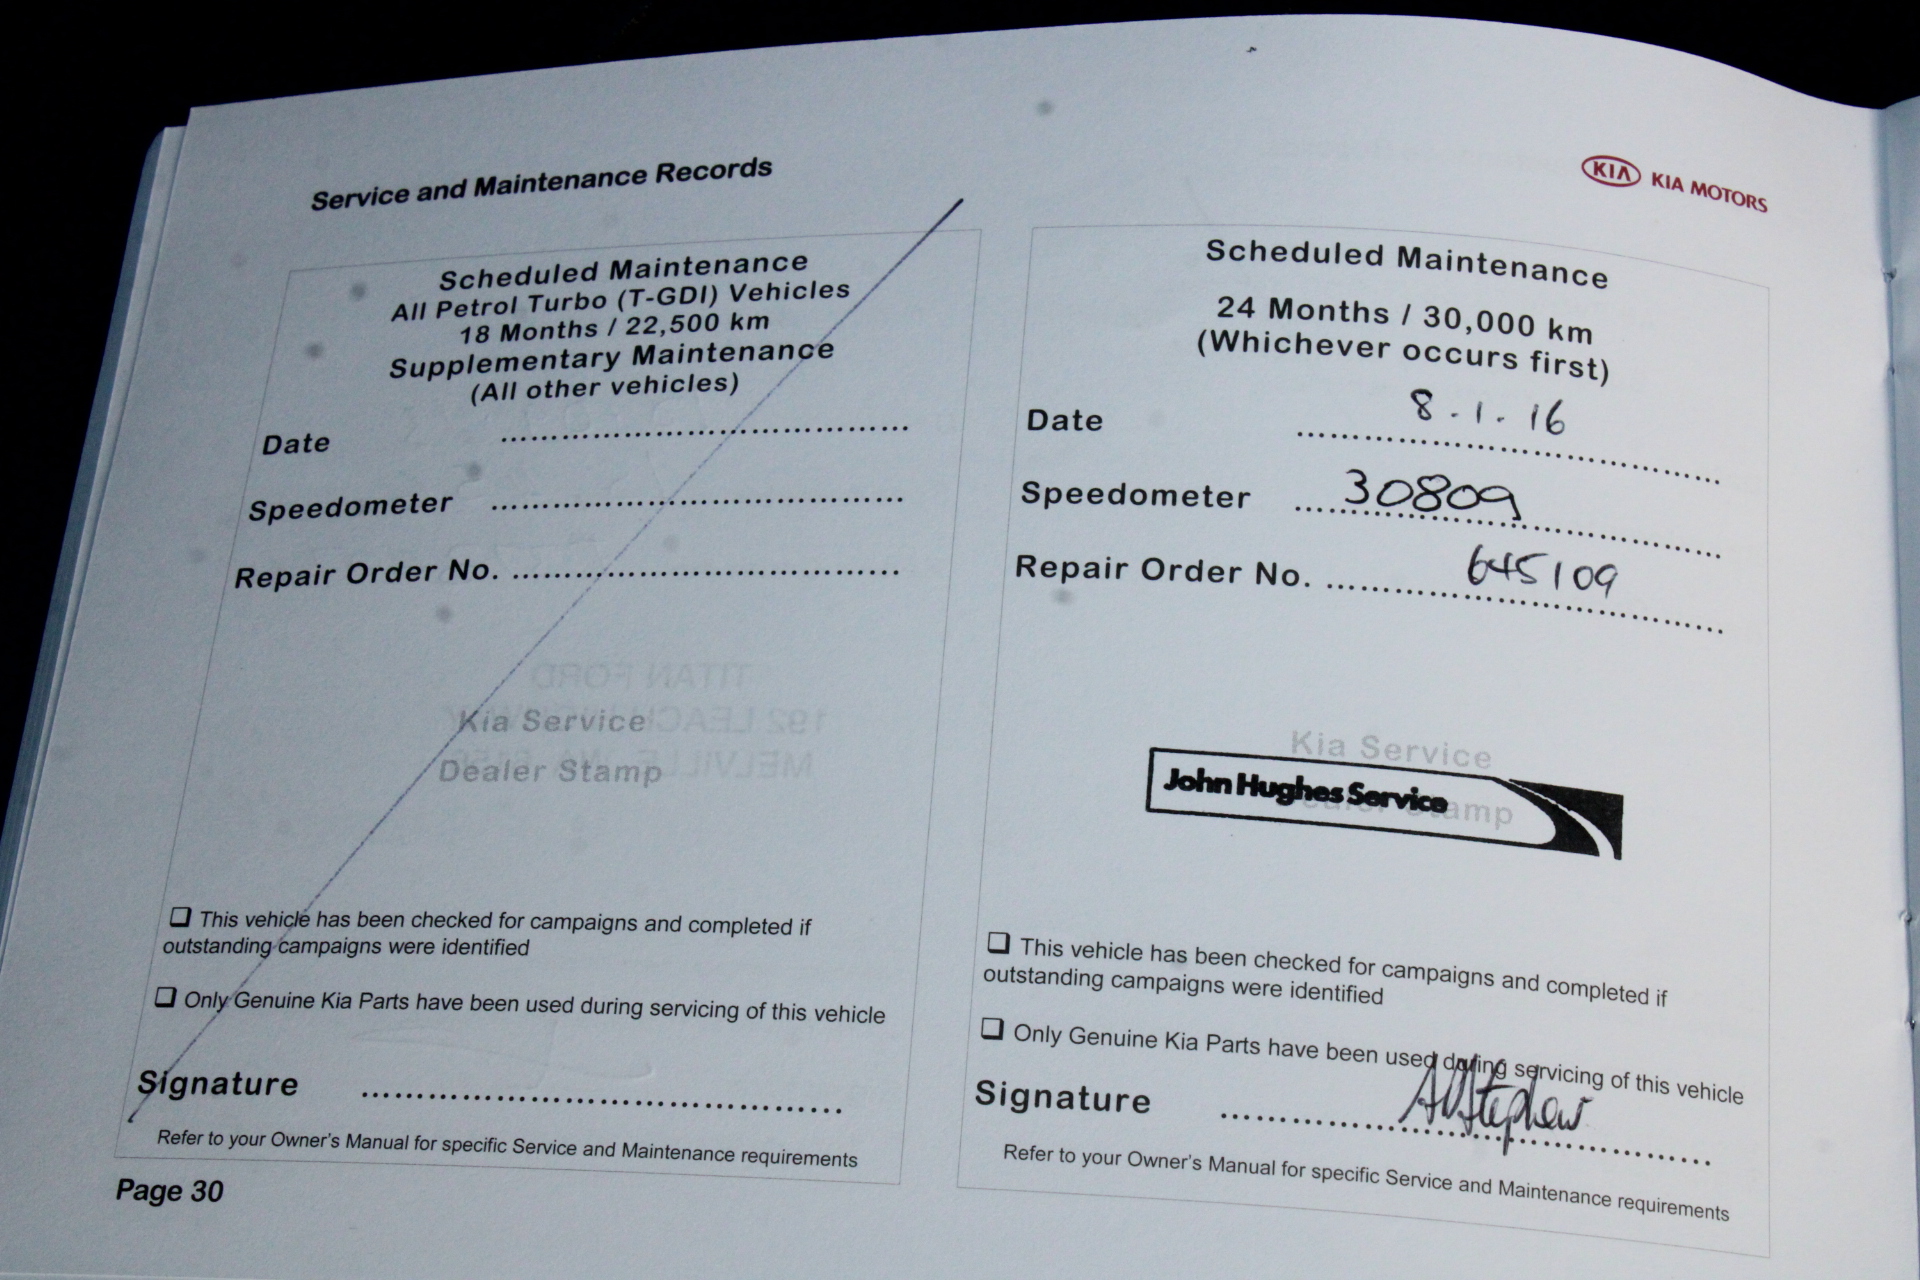 Service and Maintenance Records
KIA KIA MOTORS
Scheduled Maintenance
All Petrol Turbo (T-GDI) Vehicles
18 Months / 22,500 km
Supplementary Maintenance
(All other vehicles)
Date ..........
Speedometer ..........
Repair Order No. ..........
Kia Service
Dealer Stamp
❑ This vehicle has been checked for campaigns and completed if
outstanding campaigns were identified
❑ Only Genuine Kia Parts have been used during servicing of this vehicle
Signature ..........
Refer to your Owner's Manual for specific Service and Maintenance requirements
Page 30
Scheduled Maintenance
24 Months / 30,000 km
(Whichever occurs first)
Date 8.1.16
Speedometer 30809
Repair Order No. 645109
Kia Service
John Hughes Service
Stamp
❑ This vehicle has been checked for campaigns and completed if
outstanding campaigns were identified
❑ Only Genuine Kia Parts have been used during servicing of this vehicle
Signature
Refer to your Owner's Manual for specific Service and Maintenance requirements